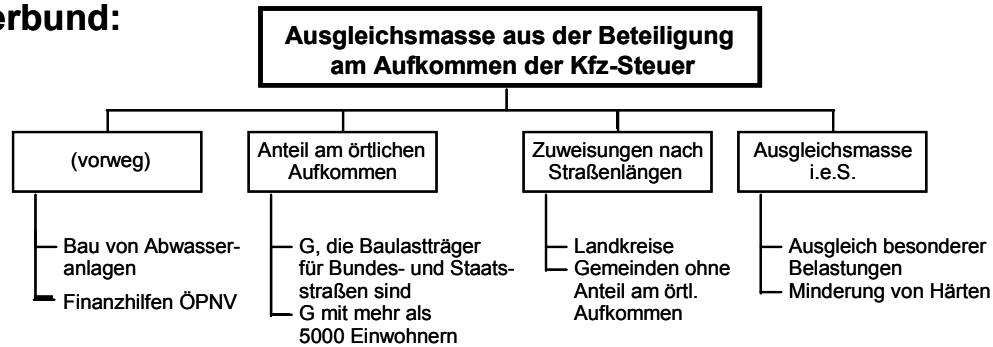 erbund:
Ausgleichsmasse aus der Beteiligung
am Aufkommen der Kfz-Steuer
(vorweg)
Bau von Abwasser-
anlagen
Finanzhilfen ÖPNV
Anteil am örtlichen
Aufkommen
G, die Baulastträger
für Bundes- und Staats-
straßen sind
G mit mehr als
5000 Einwohnern
Zuweisungen nach
Straßenlängen
Landkreise
Gemeinden ohne
Anteil am örtl.
Aufkommen
Ausgleichsmasse
i.e.S.
Ausgleich besonderer
Belastungen
Minderung von Härten